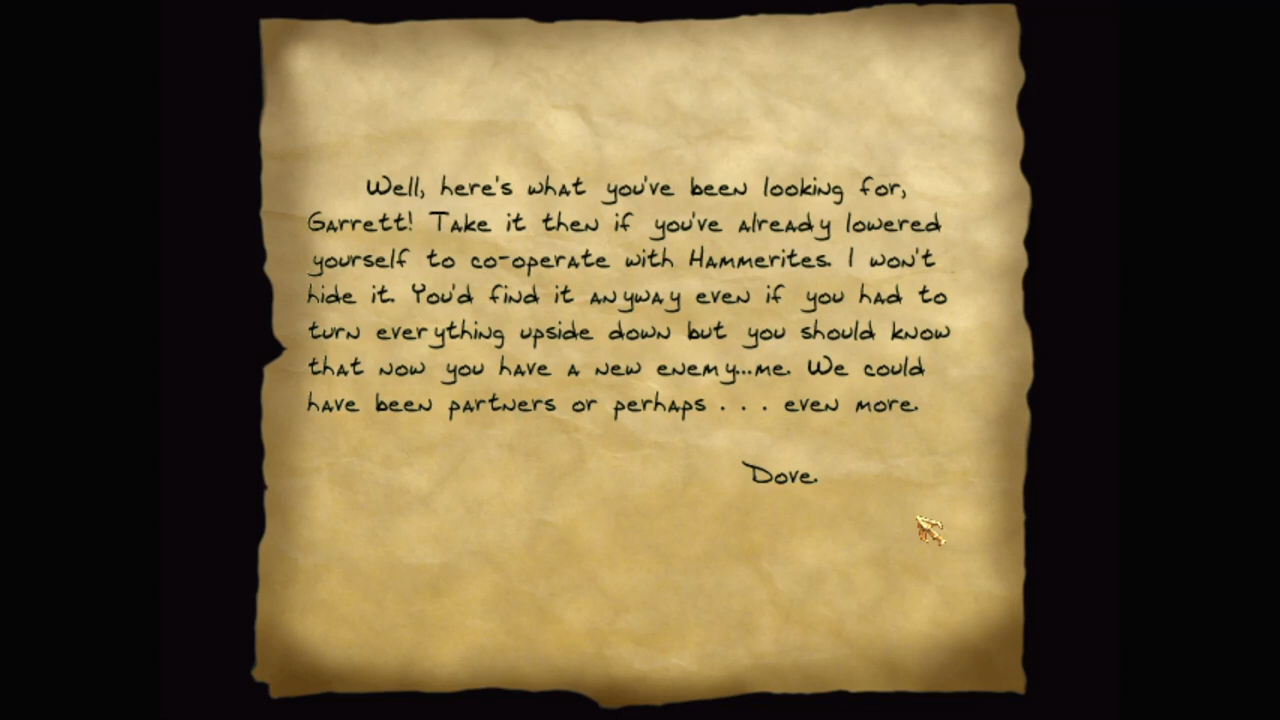 Well, here's what you've been looking for,
Garrett! Take it then if you've already lowered
yourself to co-operate with Hammerites. I won't
hide it. You'd find it anyway even if you had to
turn everything upside down but you should know
that now you have a new enemy...me. We could
have been partners or perhaps . . . even more.
Dove.